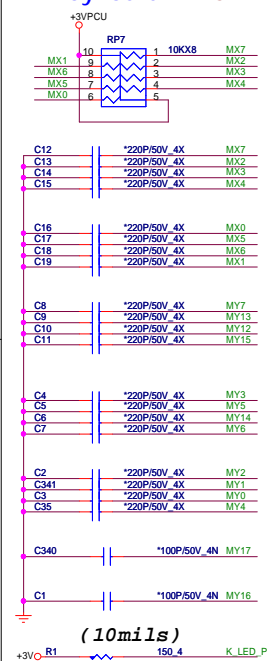 +3VPCU
RP7
10 1 10KX8 MX7
MX1 9 2 MX2
MX6 8 3 MX3
MX5 7 4 MX4
MX0 6 5
C12 *220P/50V_4X MX7
C13 *220P/50V_4X MX2
C14 *220P/50V_4X MX3
C15 *220P/50V_4X MX4
C16 *220P/50V_4X MX0
C17 *220P/50V_4X MX5
C18 *220P/50V_4X MX6
C19 *220P/50V_4X MX1
C8 *220P/50V_4X MY7
C9 *220P/50V_4X MY13
C10 *220P/50V_4X MY12
C11 *220P/50V_4X MY15
C4 *220P/50V_4X MY3
C5 *220P/50V_4X MY5
C6 *220P/50V_4X MY14
C7 *220P/50V_4X MY6
C2 *220P/50V_4X MY2
C341 *220P/50V_4X MY1
C3 *220P/50V_4X MY0
C35 *220P/50V_4X MY4
C340 *100P/50V_4N MY17
C1 *100P/50V_4N MY16
(10mils)
+3V R1 150_4 K_LED_P